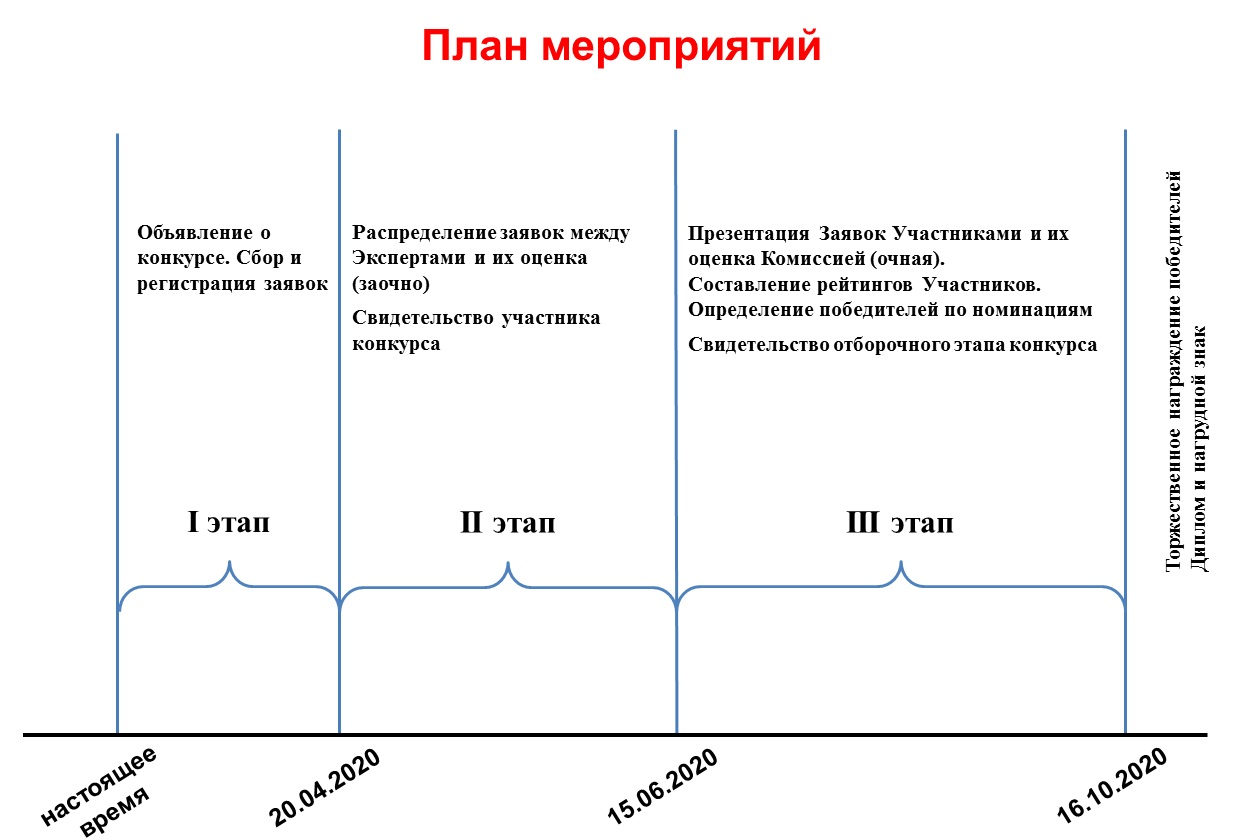 План мероприятий
Объявление о
конкурсе. Сбор и
регистрация заявок
Распределение заявок между
Экспертами и их оценка
(заочно)
Свидетельство участника
конкурса
Презентация Заявок Участниками и их
оценка Комиссией (очная).
Составление рейтингов Участников.
Определение победителей по номинациям
Свидетельство отборочного этапа конкурса
Торжественное награждение победителей
Диплом и нагрудной знак
I этап
II этап
III этап
настоящее
время
20.04.2020
15.06.2020
16.10.2020